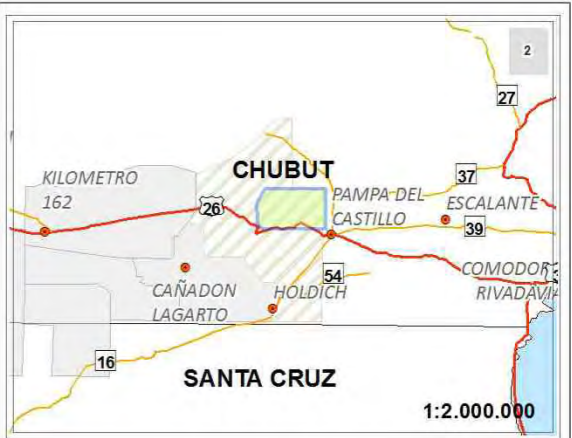 2
27
CHUBUT
37
KILOMETRO
162
26
PAMPA DEL
CASTILLO
ESCALANTE
39
54
COMODOR
RIVADAVIA
CAÑADON
LAGARTO
HOLDICH
16
SANTA CRUZ
1:2.000.000